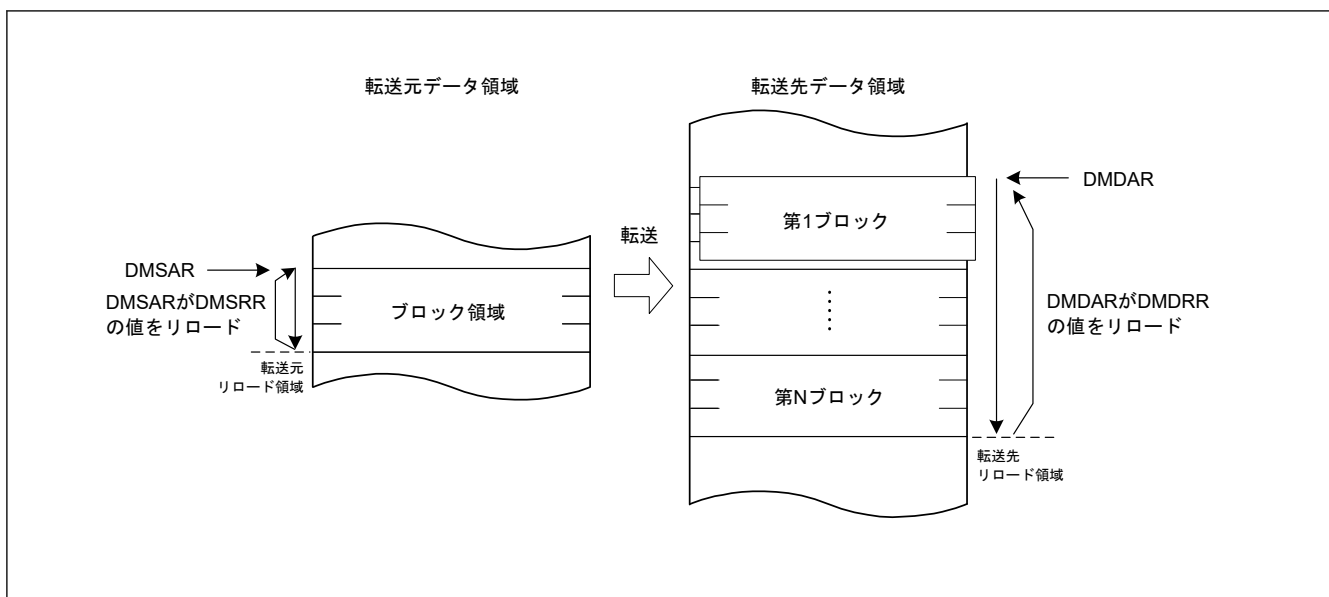 転送元データ領域
転送先データ領域
DMSAR
DMSARがDMSRR
の値をリロード
転送元
リロード領域
ブロック領域
転送
第1ブロック
第Nブロック
DMDAR
DMDARがDMDRR
の値をリロード
転送先
リロード領域